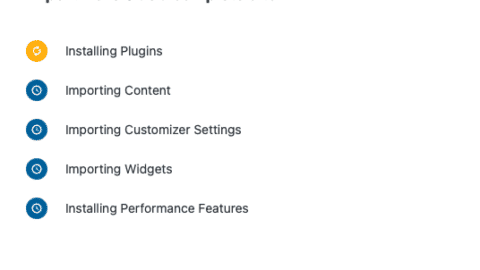 Installing Plugins
Importing Content
Importing Customizer Settings
Importing Widgets
Installing Performance Features